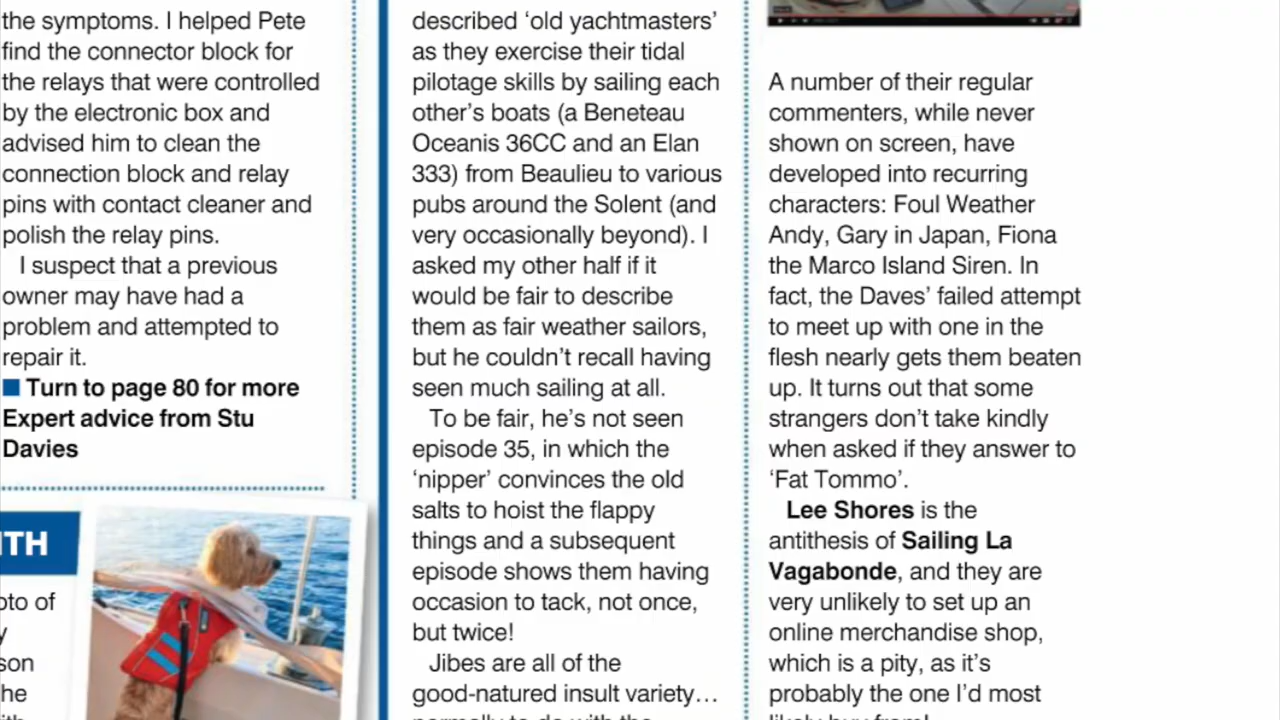 the symptoms. I helped Pete
find the connector block for
the relays that were controlled
by the electronic box and
advised him to clean the
connection block and relay
pins with contact cleaner and
polish the relay pins.
I suspect that a previous
owner may have had a
problem and attempted to
repair it.
Turn to page 80 for more
Expert advice from Stu
Davies
ITH
oto of
y
son
he
ith
described ‘old yachtmasters’
as they exercise their tidal
pilotage skills by sailing each
other’s boats (a Beneteau
Oceanis 36CC and an Elan
333) from Beaulieu to various
pubs around the Solent (and
very occasionally beyond). I
asked my other half if it
would be fair to describe
them as fair weather sailors,
but he couldn’t recall having
seen much sailing at all.
To be fair, he’s not seen
episode 35, in which the
‘nipper’ convinces the old
salts to hoist the flappy
things and a subsequent
episode shows them having
occasion to tack, not once,
but twice!
Jibes are all of the
good-natured insult variety…
normally to do with the
A number of their regular
commenters, while never
shown on screen, have
developed into recurring
characters: Foul Weather
Andy, Gary in Japan, Fiona
the Marco Island Siren. In
fact, the Daves’ failed attempt
to meet up with one in the
flesh nearly gets them beaten
up. It turns out that some
strangers don’t take kindly
when asked if they answer to
‘Fat Tommo’.
Lee Shores is the
antithesis of Sailing La
Vagabonde, and they are
very unlikely to set up an
online merchandise shop,
which is a pity, as it’s
probably the one I’d most
likely buy from!